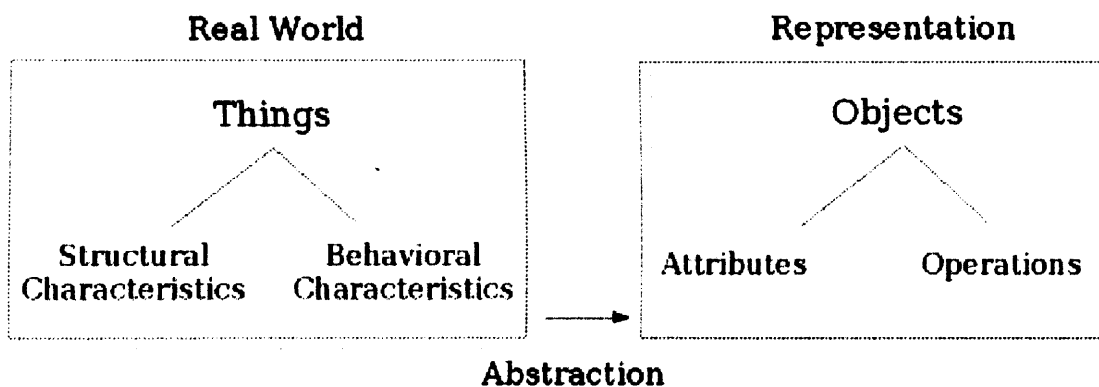 Real World
Things
Structural
Characteristics
Behavioral
Characteristics
Abstraction
Representation
Objects
Attributes
Operations